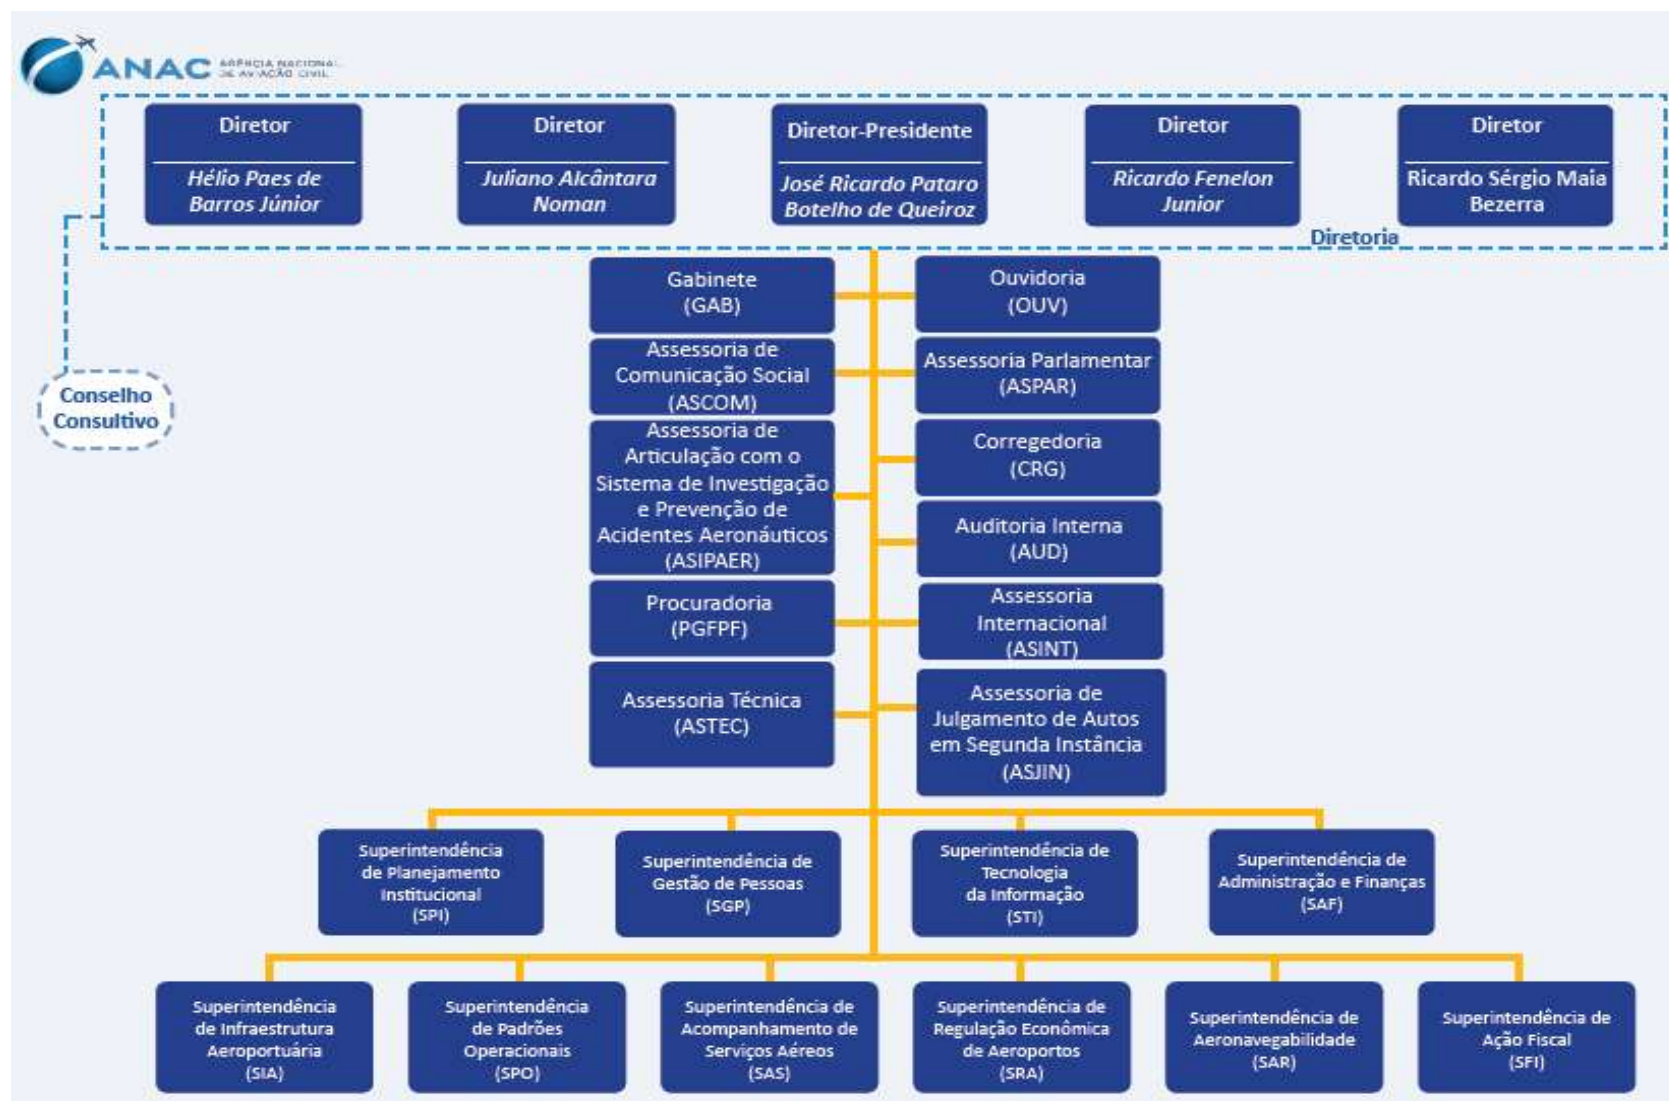 ANAC
AGÊNCIA NACIONAL
DE AVIAÇÃO CIVIL
Diretor
Hélio Paes de
Barros Júnior
Diretor
Juliano Alcântara
Noman
Diretor-Presidente
José Ricardo Pataro
Botelho de Queiroz
Diretor
Ricardo Fenelon
Junior
Diretor
Ricardo Sérgio Maia
Bezerra
Diretoria
Conselho
Consultivo
Gabinete
(GAB)
Ouvidoria
(OUV)
Assessoria de
Comunicação Social
(ASCOM)
Assessoria Parlamentar
(ASPAR)
Assessoria de
Articulação com o
Sistema de Investigação
e Prevenção de
Acidentes Aeronáuticos
(ASIPAER)
Corregedoria
(CRG)
Auditoria Interna
(AUD)
Procuradoria
(PGFPF)
Assessoria
Internacional
(ASINT)
Assessoria Técnica
(ASTEC)
Assessoria de
Julgamento de Autos
em Segunda Instância
(ASJIN)
Superintendência
de Planejamento
Institucional
(SPI)
Superintendência de
Gestão de Pessoas
(SGP)
Superintendência de
Tecnologia
da Informação
(STI)
Superintendência de
Administração e Finanças
(SAF)
Superintendência
de Infraestrutura
Aeroportuária
(SIA)
Superintendência
de Padrões
Operacionais
(SPO)
Superintendência de
Acompanhamento de
Serviços Aéreos
(SAS)
Superintendência de
Regulação Econômica
de Aeroportos
(SRA)
Superintendência de
Aeronavegabilidade
(SAR)
Superintendência de
Ação Fiscal
(SFI)